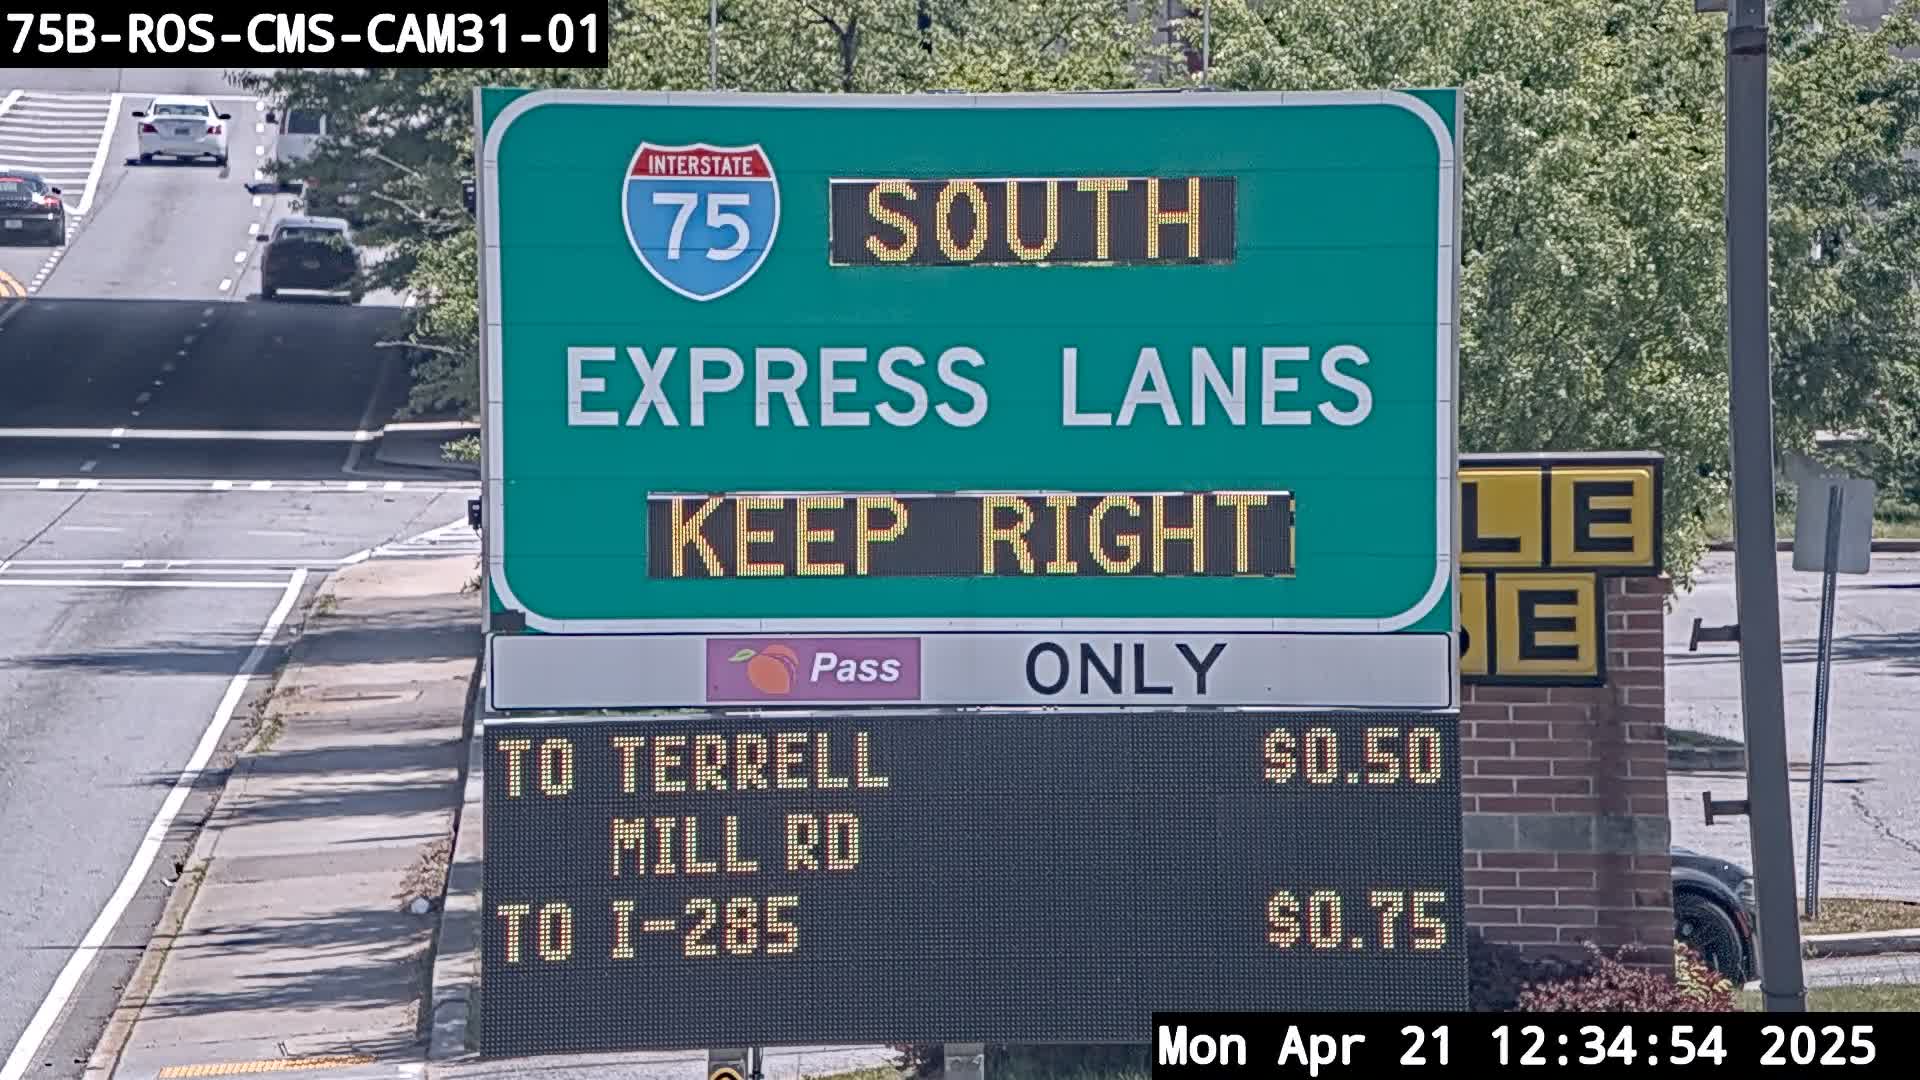 75B-ROS-CMS-CAM31-01
INTERSTATE
75
SOUTH
EXPRESS LANES
KEEP RIGHT
Pass ONLY
TO TERRELL $0.50
MILL RD
TO I-285 $0.75
LE
E
Mon Apr 21 12:34:54 2025